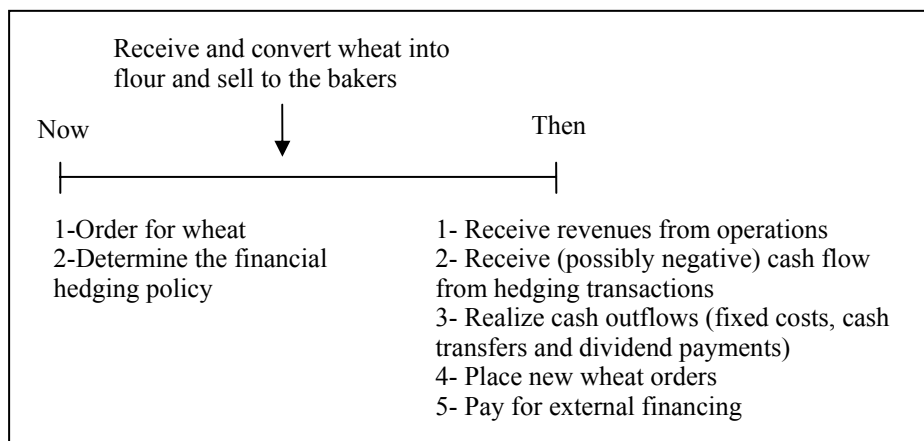 Receive and convert wheat into
flour and sell to the bakers
Now
Then
1-Order for wheat
2-Determine the financial
hedging policy
1- Receive revenues from operations
2- Receive (possibly negative) cash flow
from hedging transactions
3- Realize cash outflows (fixed costs, cash
transfers and dividend payments)
4- Place new wheat orders
5- Pay for external financing